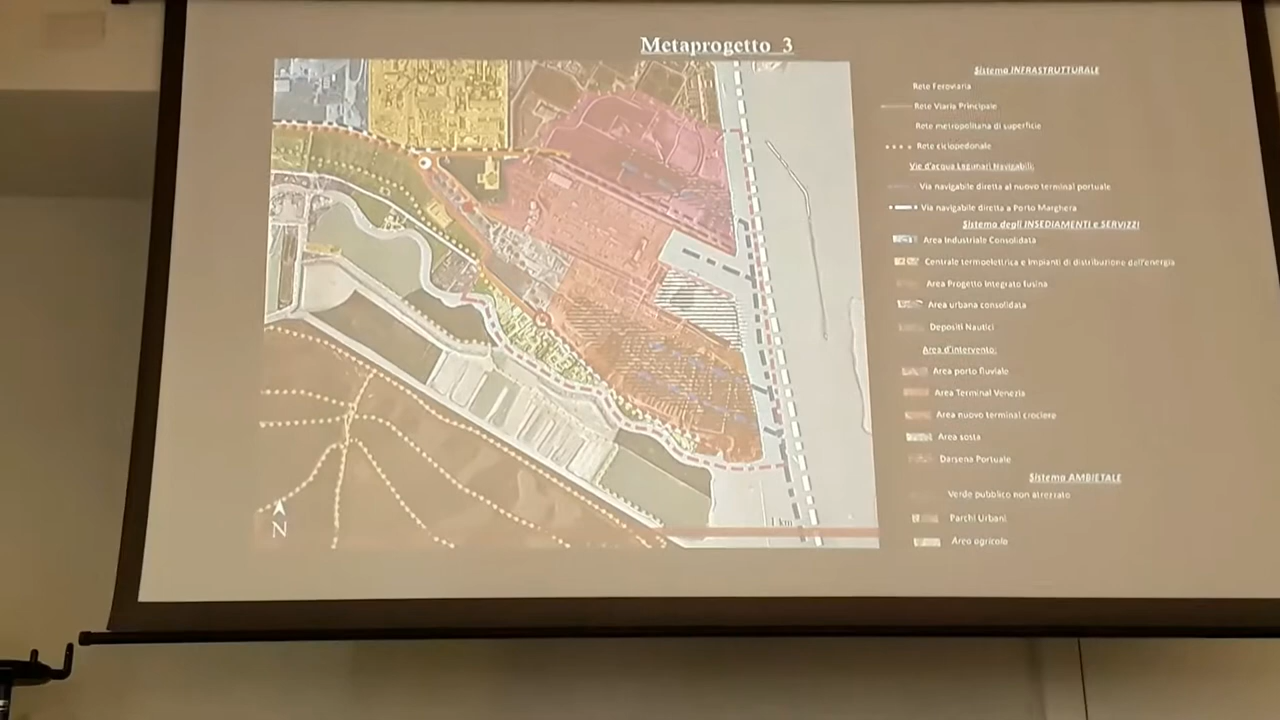 Metaprogetto 3
Sistema INFRASTRUTTURALE
Rete Ferroviaria
Rete Viaria Principale
Rete metropolitana di superficie
Rete ciclopedonale
Vie d'acqua Lagunari Navigabili:
Via navigabile diretta al nuovo terminal portuale
Via navigabile diretta a Porto Marghera
Sistema degli INSEDIAMENTI e SERVIZZI
Area Industriale Consolidata
Centrale termoelettrica e Impianti di distribuzione dell'energia
Area Progetto Integrato Fusina
Area urbana consolidata
Depositi Nautici
Area d'intervento:
Area porto fluviale
Area Terminal Venezia
Area nuovo terminal crociere
Area sosta
Darsena Portuale
Sistema AMBIETALE
Verde pubblico non attrezzato
Parchi Urbani
Area agricola
N
1 km